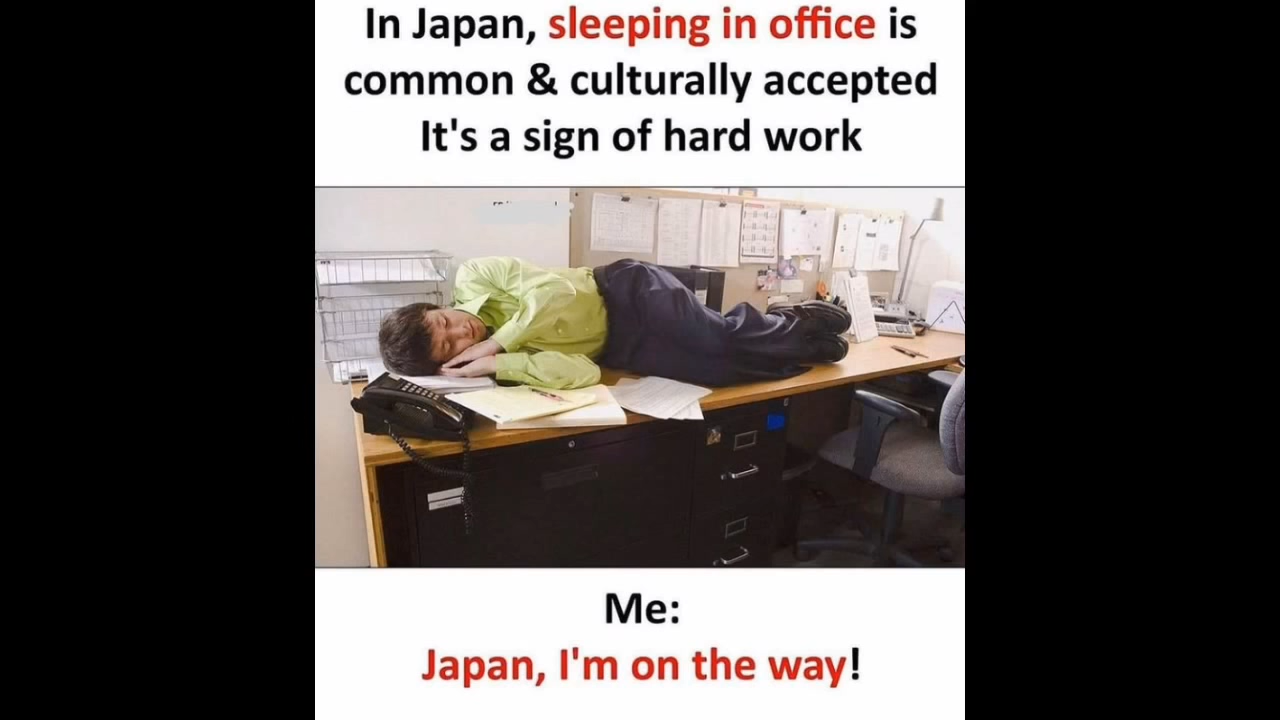 In Japan, sleeping in office is
common & culturally accepted
It's a sign of hard work
Me:
Japan, I'm on the way!